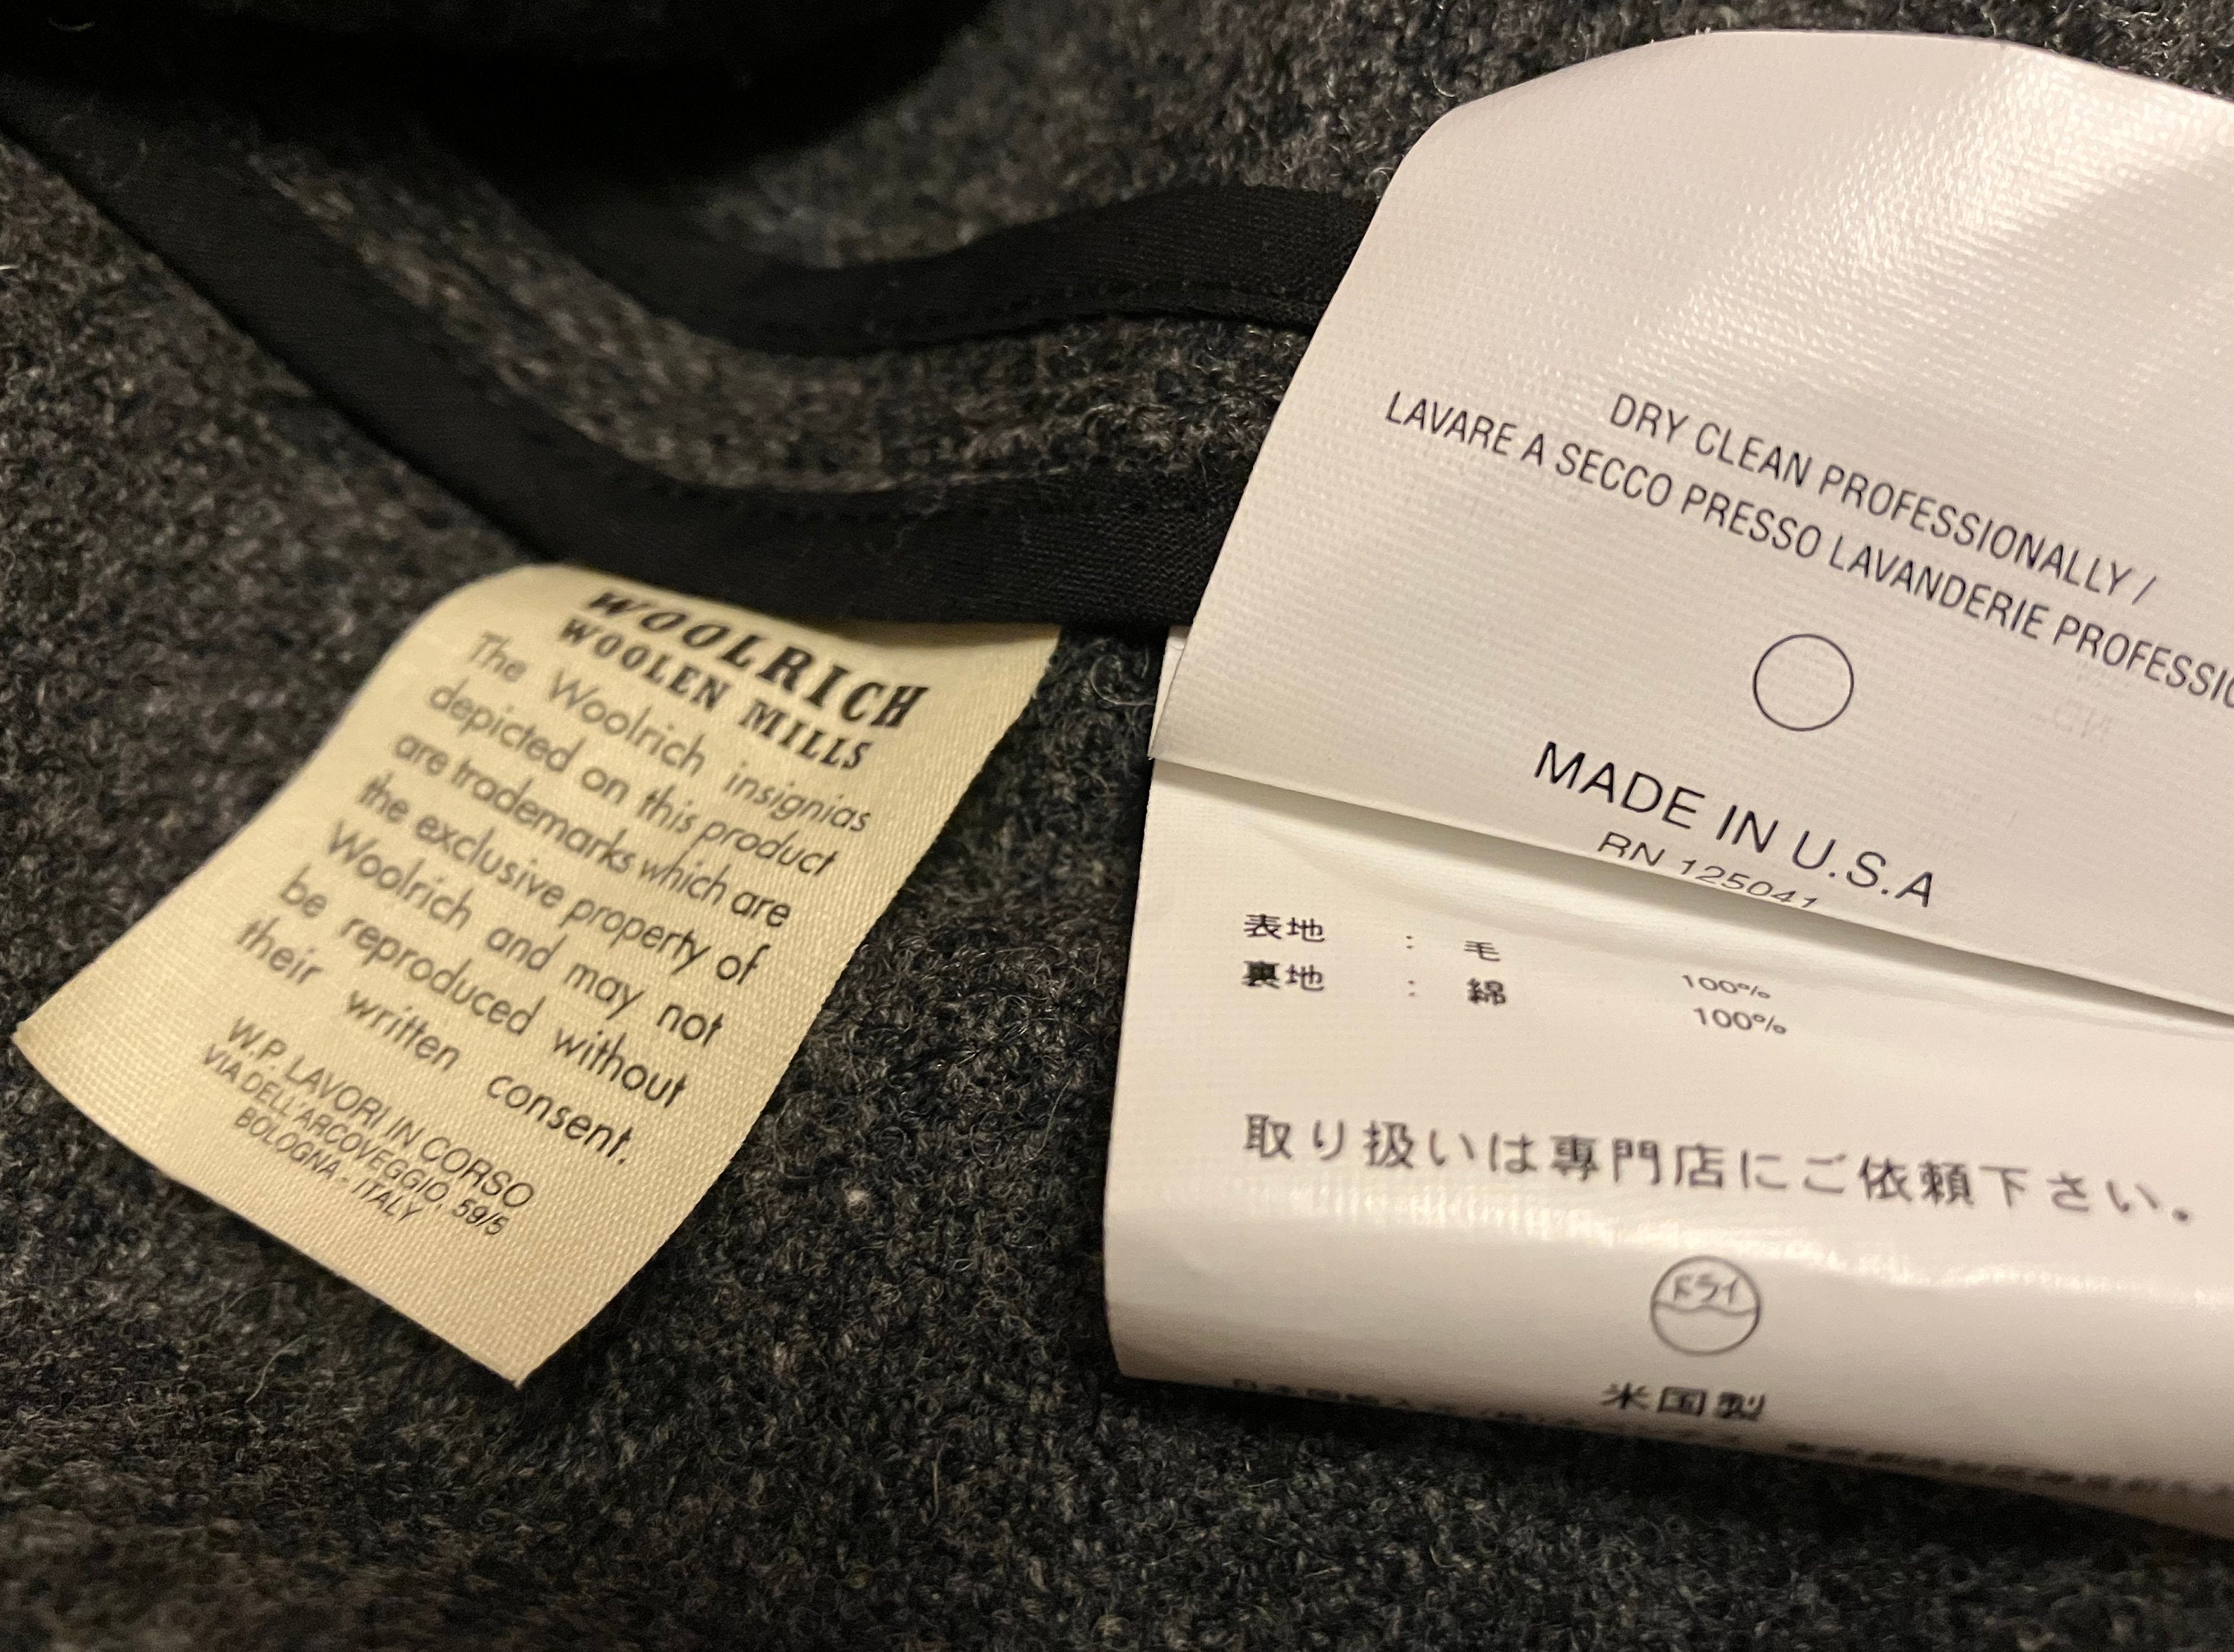 WOOLRICH
WOOLEN MILLS
The Woolrich insignias
depicted on this product
are trademarks which are
the exclusive property of
Woolrich and may not
be reproduced without
their written consent.
W.P. LAVORI IN CORSO
VIA DELL'ARCOVEGGIO, 59/5
BOLOGNA - ITALY
DRY CLEAN PROFESSIONALLY /
LAVARE A SECCO PRESSO LAVANDERIE
MADE IN U.S.A
RN 125041
表地 : 毛 100%
裏地 : 綿 100%
取り扱いは専門店にご依頼下さい。
ドライ
米国製